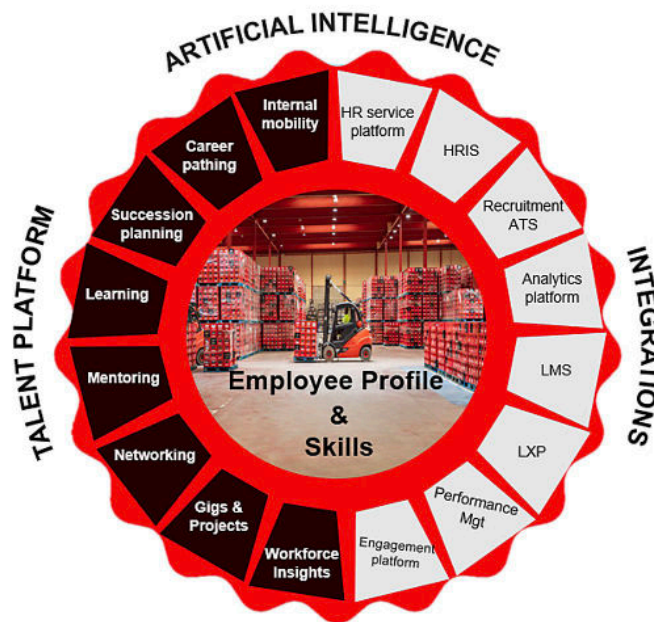 ARTIFICIAL INTELLIGENCE
TALENT PLATFORM
INTEGRATIONS
Internal
mobility
Career
pathing
Succession
planning
Learning
Mentoring
Networking
Gigs &
Projects
Workforce
Insights
HR service
platform
HRIS
Recruitment
ATS
Analytics
platform
LMS
LXP
Performance
Mgt
Engagement
platform
Employee Profile
&
Skills